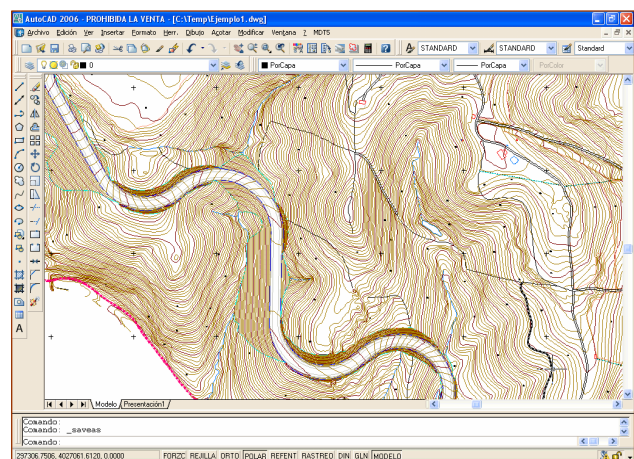 AutoCAD 2006 - PROHIBIDA LA VENTA - [C:\Temp\Ejemplo1.dwg]
Archivo Edición Ver Insertar Formato Herr. Dibujo Acotar Modificar Ventana ? MDT5
STANDARD STANDARD Standard
0 PorCapa PorCapa PorCapa PorColor
Modelo Presentación1
Comando:
Comando: _saveas
Comando:
297306.7506, 4027061.6120, 0.0000 FORZC REJILLA ORTO POLAR REFENT RASTREO DIN GLN MODELO